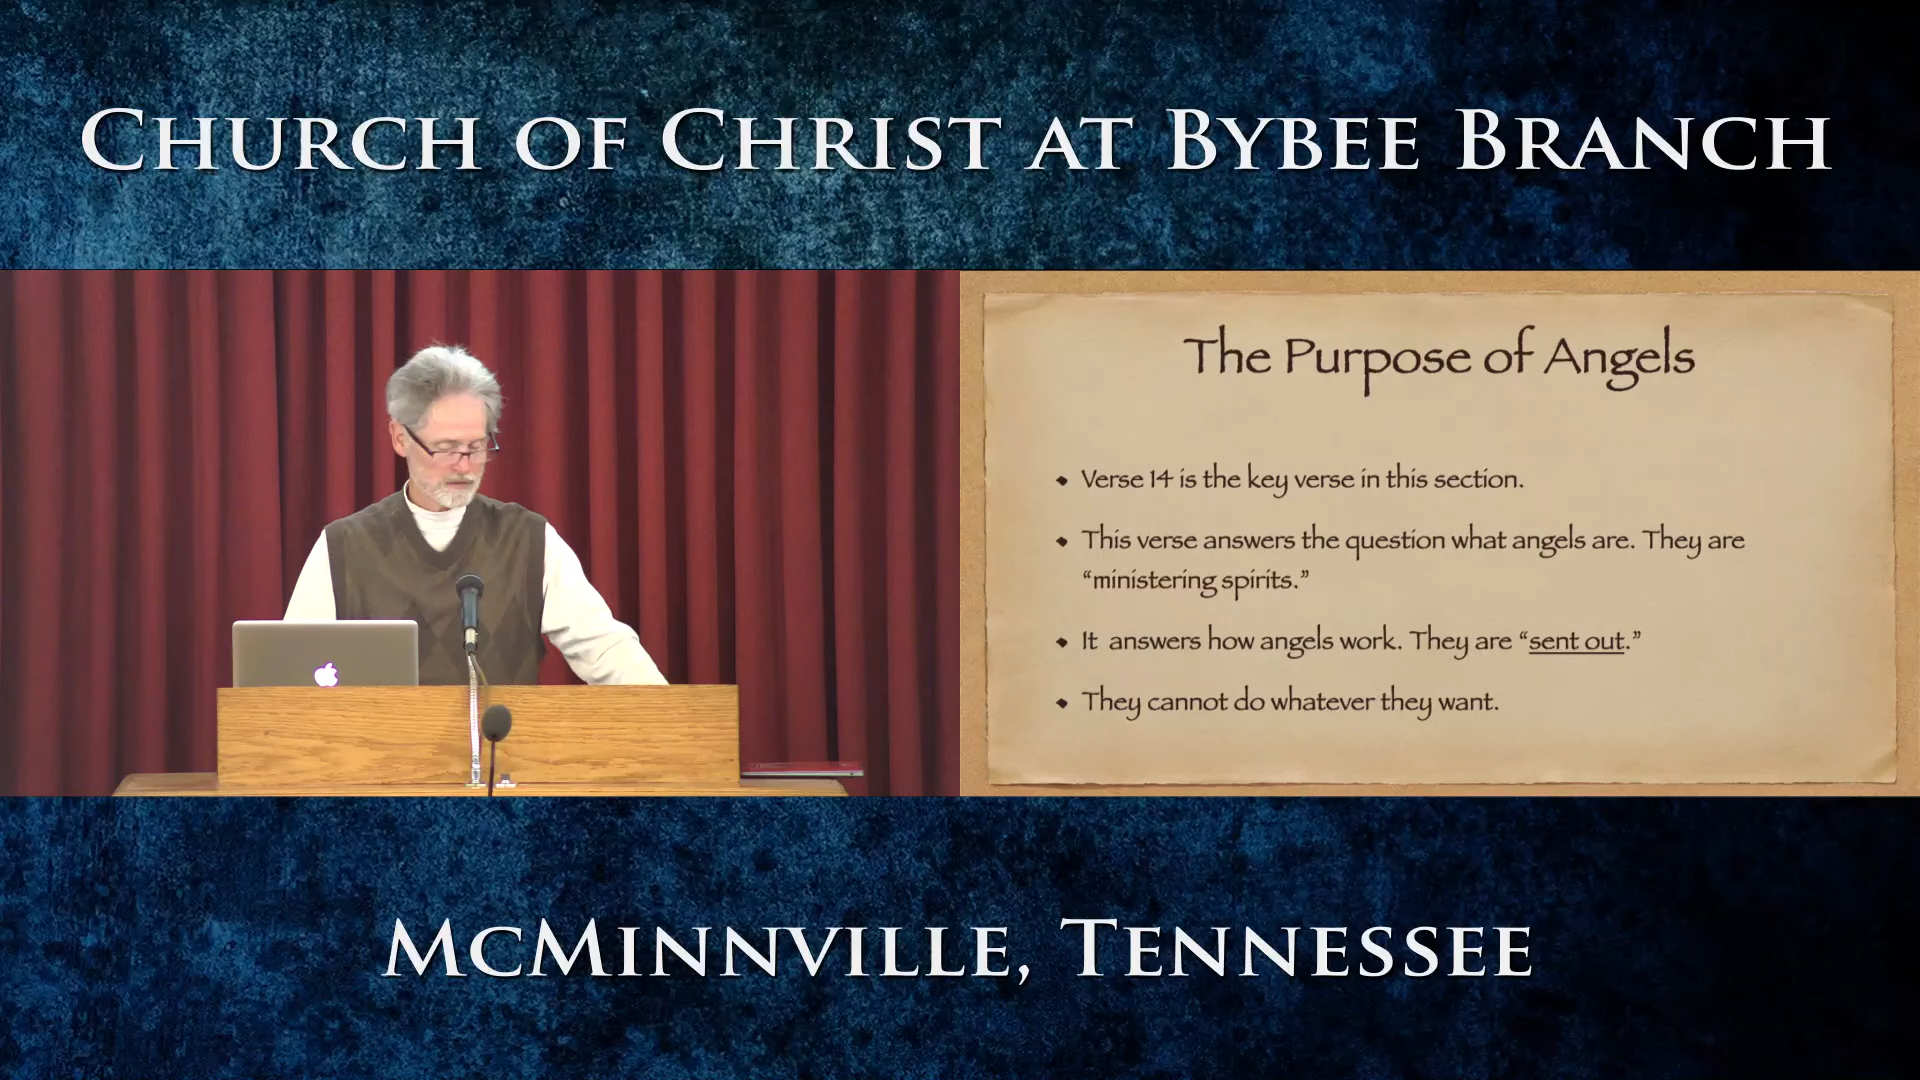 Church of Christ at Bybee Branch
The Purpose of Angels
• Verse 14 is the key verse in this section.
• This verse answers the question what angels are. They are
“ministering spirits.”
• It answers how angels work. They are “sent out.”
• They cannot do whatever they want.
McMinnville, Tennessee